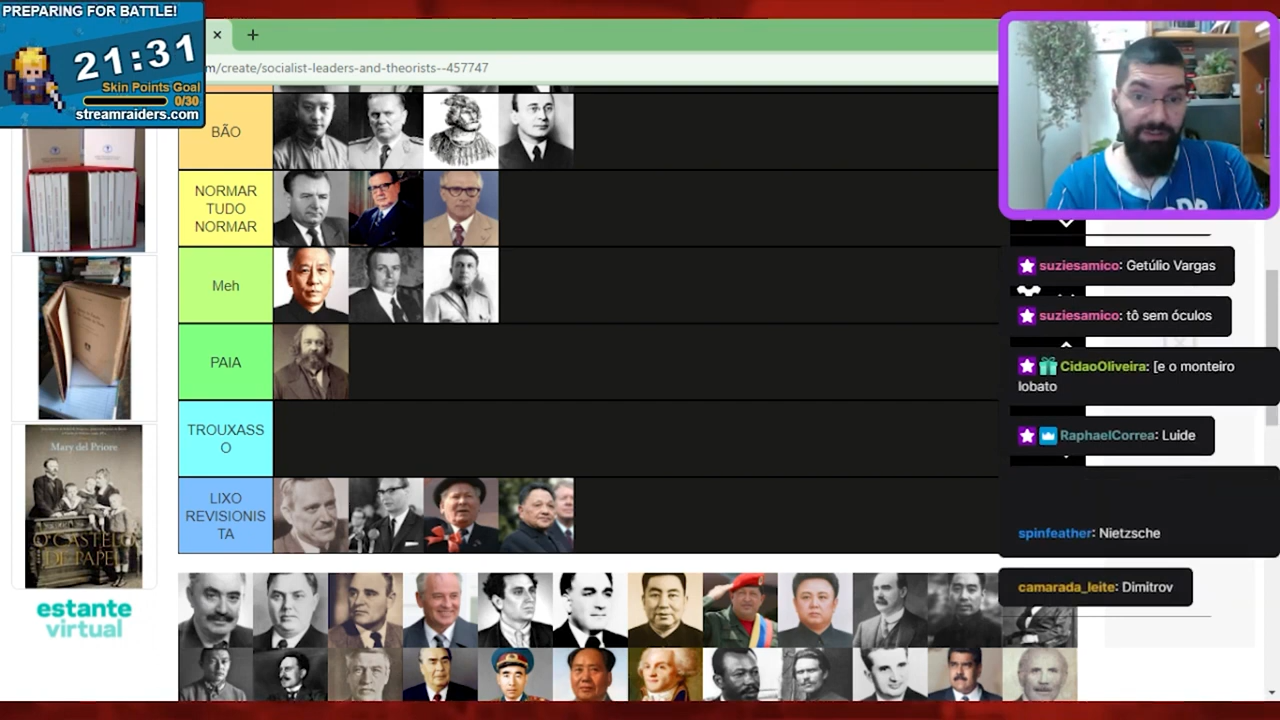 PREPARING FOR BATTLE!
21:31
Skin Points Goal
0/30
streamraiders.com
m/create/socialist-leaders-and-theorists--457747
BÃO
NORMAR
TUDO
NORMAR
Meh
PAIA
TROUXASS
O
LIXO
REVISIONIS
TA
Mary del Priore
O CASTELO
DE PAPEL
estante
virtual
suziesamico: Getúlio Vargas
suziesamico: tô sem óculos
CidaoOliveira: [e o monteiro
lobato
RaphaelCorrea: Luide
spinfeather: Nietzsche
camarada_leite: Dimitrov